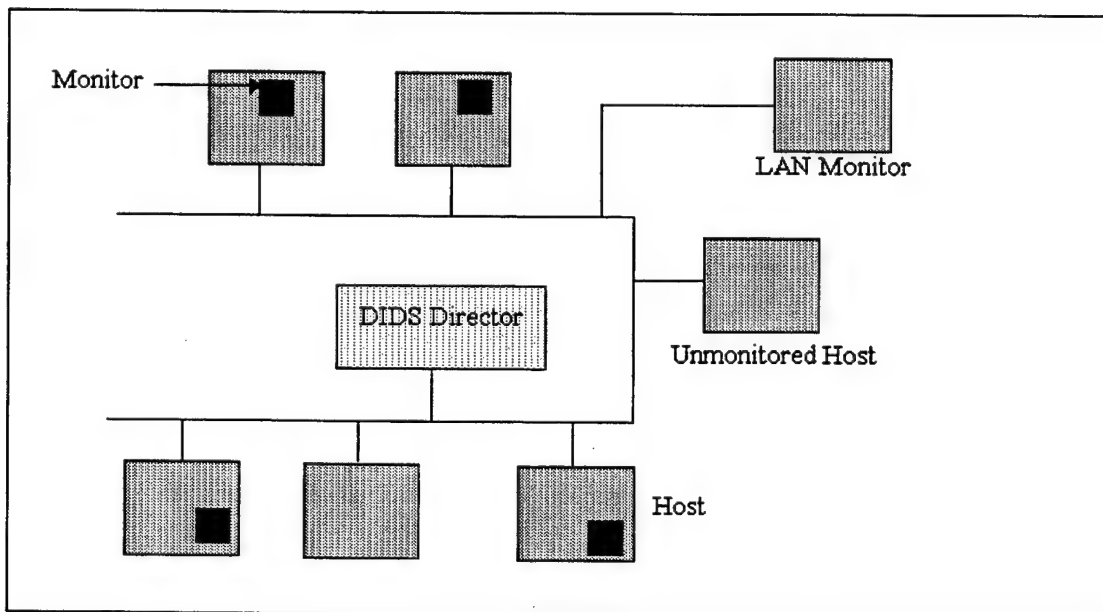 Monitor
LAN Monitor
DIDS Director
Unmonitored Host
Host